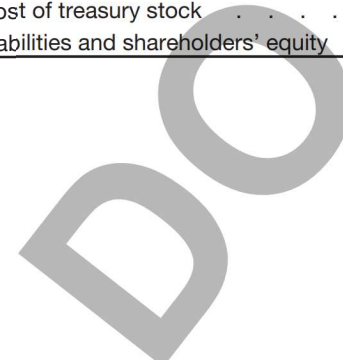 ost of treasury stock . . . .
abilities and shareholders' equity
DO